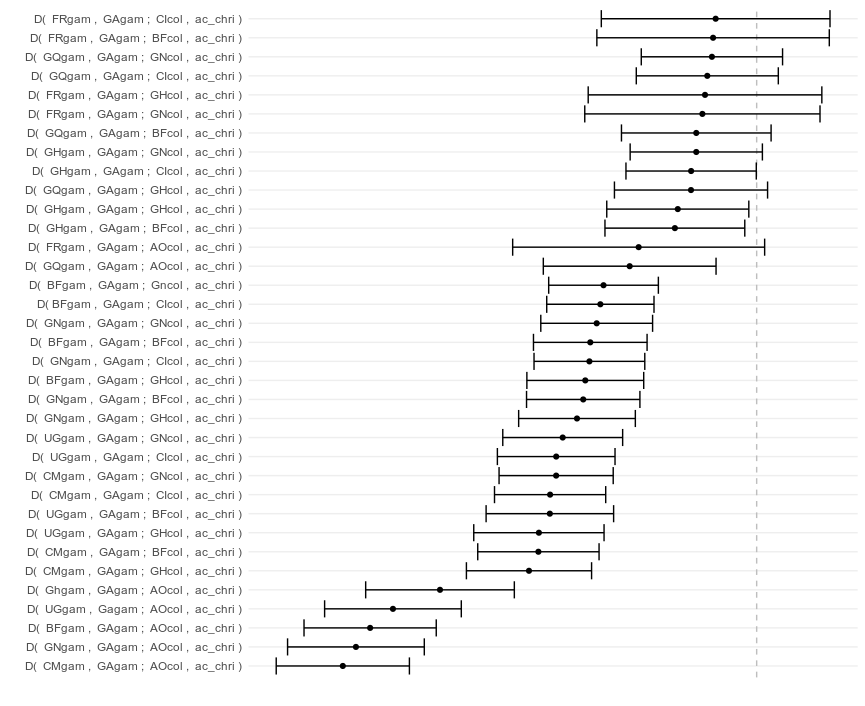 D( FRgam , GAgam ; CIcol , ac_chri )
D( FRgam , GAgam ; BFcol , ac_chri )
D( GQgam , GAgam ; GNcol , ac_chri )
D( GQgam , GAgam ; CIcol , ac_chri )
D( FRgam , GAgam ; GHcol , ac_chri )
D( FRgam , GAgam ; GNcol , ac_chri )
D( GQgam , GAgam ; BFcol , ac_chri )
D( GHgam , GAgam ; GNcol , ac_chri )
D( GHgam , GAgam ; CIcol , ac_chri )
D( GQgam , GAgam ; GHcol , ac_chri )
D( GHgam , GAgam ; GHcol , ac_chri )
D( GHgam , GAgam ; BFcol , ac_chri )
D( FRgam , GAgam ; AOcol , ac_chri )
D( GQgam , GAgam ; AOcol , ac_chri )
D( BFgam , GAgam ; Gncol , ac_chri )
D( BFgam , GAgam ; CIcol , ac_chri )
D( GNgam , GAgam ; GNcol , ac_chri )
D( BFgam , GAgam ; BFcol , ac_chri )
D( GNgam , GAgam ; CIcol , ac_chri )
D( BFgam , GAgam ; GHcol , ac_chri )
D( GNgam , GAgam ; BFcol , ac_chri )
D( GNgam , GAgam ; GHcol , ac_chri )
D( UGgam , GAgam ; GNcol , ac_chri )
D( UGgam , GAgam ; CIcol , ac_chri )
D( CMgam , GAgam ; GNcol , ac_chri )
D( CMgam , GAgam ; CIcol , ac_chri )
D( UGgam , GAgam ; BFcol , ac_chri )
D( UGgam , GAgam ; GHcol , ac_chri )
D( CMgam , GAgam ; BFcol , ac_chri )
D( CMgam , GAgam ; GHcol , ac_chri )
D( Ghgam , GAgam ; AOcol , ac_chri )
D( UGgam , Gagam ; AOcol , ac_chri )
D( BFgam , GAgam ; AOcol , ac_chri )
D( GNgam , GAgam ; AOcol , ac_chri )
D( CMgam , GAgam ; AOcol , ac_chri )